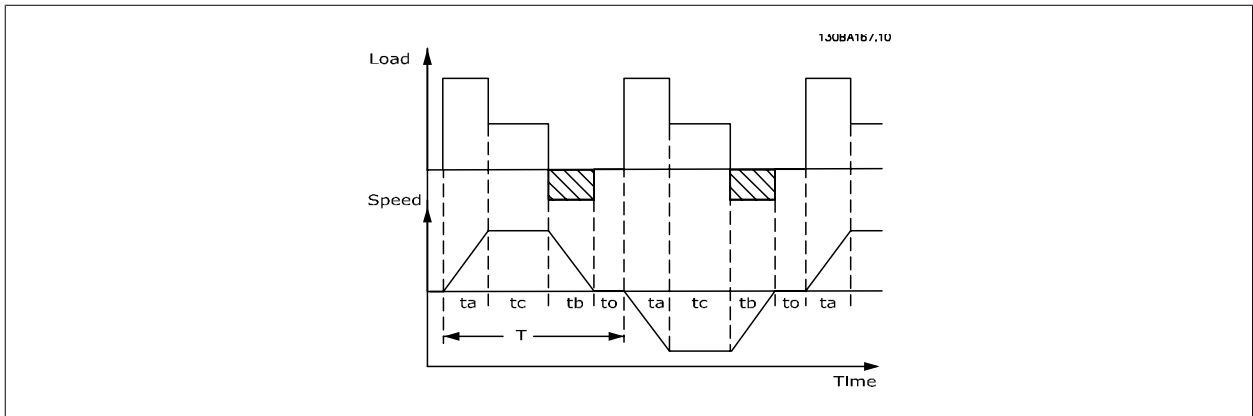 130BA167.10
Load
Speed
ta tc tb to ta tc tb to ta
T
Time